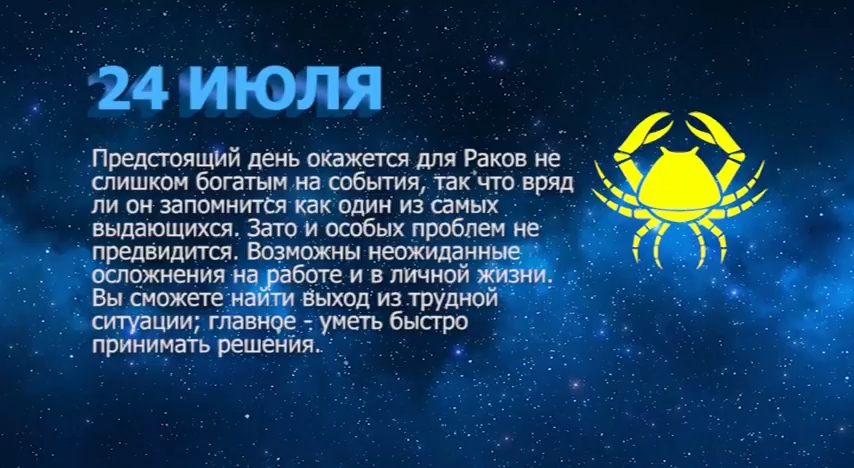 24 ИЮЛЯ
Предстоящий день окажется для Раков не
слишком богатым на события, так что вряд
ли он запомнится как один из самых
выдающихся. Зато и особых проблем не
предвидится. Возможны неожиданные
осложнения на работе и в личной жизни.
Вы сможете найти выход из трудной
ситуации; главное - уметь быстро
принимать решения.